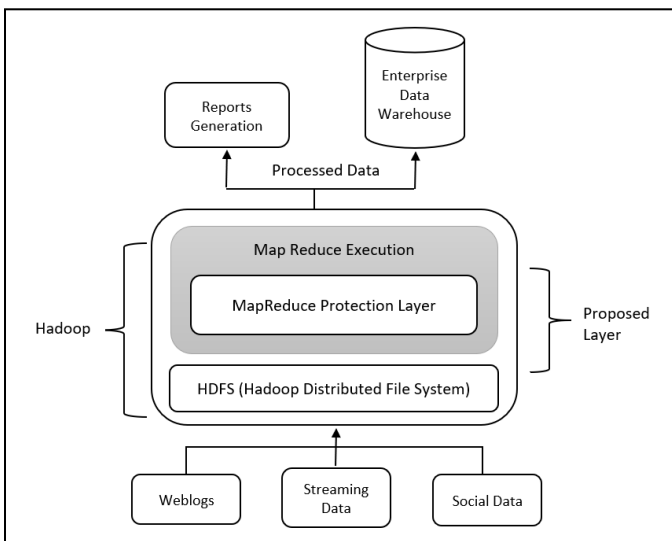 Enterprise
Data
Warehouse
Reports
Generation
Processed Data
Map Reduce Execution
MapReduce Protection Layer
Hadoop
Proposed
Layer
HDFS (Hadoop Distributed File System)
Weblogs
Streaming
Data
Social Data